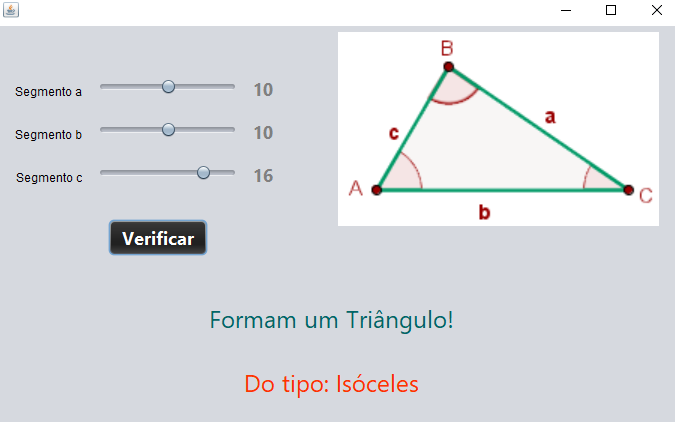 Segmento a 10
Segmento b 10
Segmento c 16
Verificar
B
c
a
A
C
b
Formam um Triângulo!
Do tipo: Isóceles